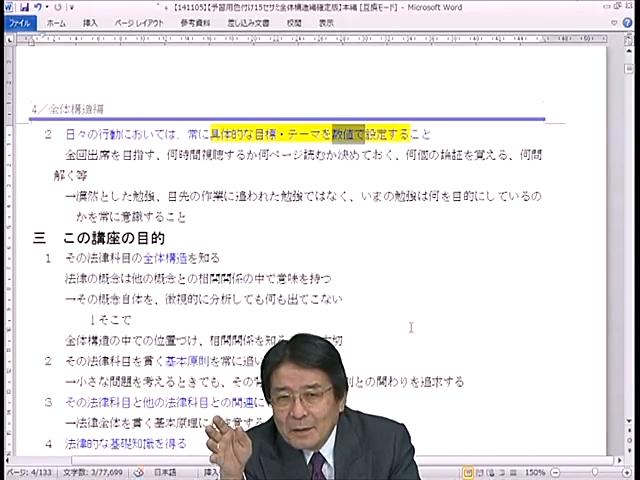 【141105】【予習用色付け15セサミ全体構造編確定版】本編 [互換モード] - Microsoft Word
ファイル ホーム 挿入 ページ レイアウト 参考資料 差し込み文書 校閲 表示
4／全体構造編
2 日々の行動においては、常に具体的な目標・テーマを数値で設定すること
全回出席を目指す、何時間視聴するか何ページ読むか決めておく、何個の論証を覚える、何問
解く等
→漠然とした勉強、目先の作業に追われた勉強ではなく、いまの勉強は何を目的にしているの
かを常に意識すること
三 この講座の目的
1 その法律科目の全体構造を知る
法律の概念は他の概念との相関関係の中で意味を持つ
→その概念自体を、微視的に分析しても何も出てこない
↓そこで
全体構造の中での位置づけ、相関関係を知る 切
2 その法律科目を貫く基本原則を常に追い
→小さな問題を考えるときても、その 則との関わりを追求する
3 その法律科目と他の法律科目との関連に
→法律全体を貫く基本原理に 意す
4 法律的な基礎知識を得る
ページ: 4/133 文字数: 3/77,699 日本語 挿入 150%